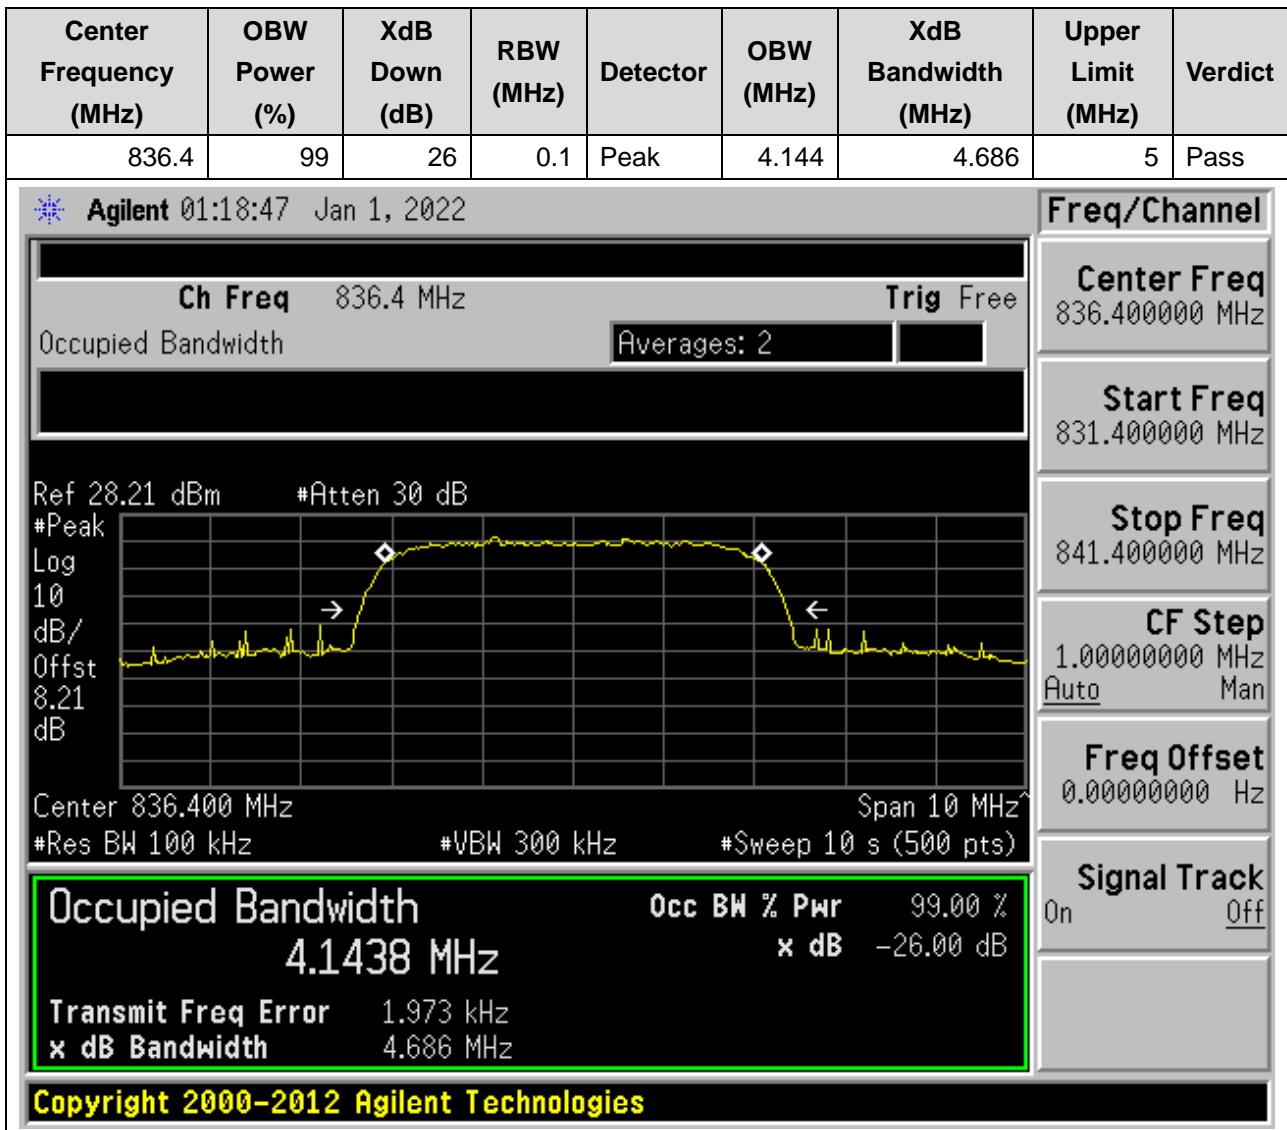 Center Frequency (MHz) OBW Power (%) XdB Down (dB) RBW (MHz) Detector OBW (MHz) XdB Bandwidth (MHz) Upper Limit (MHz) Verdict
836.4 99 26 0.1 Peak 4.144 4.686 5 Pass
Agilent 01:18:47 Jan 1, 2022
Freq/Channel
Ch Freq 836.4 MHz Trig Free
Occupied Bandwidth Averages: 2
Ref 28.21 dBm #Atten 30 dB
#Peak
Log
10
dB/
Offst
8.21
dB
Center 836.400 MHz Span 10 MHz^
#Res BW 100 kHz #VBW 300 kHz #Sweep 10 s (500 pts)
Occupied Bandwidth Occ BW % Pwr 99.00 %
4.1438 MHz x dB -26.00 dB
Transmit Freq Error 1.973 kHz
x dB Bandwidth 4.686 MHz
Center Freq
836.400000 MHz
Start Freq
831.400000 MHz
Stop Freq
841.400000 MHz
CF Step
1.00000000 MHz
Auto Man
Freq Offset
0.00000000 Hz
Signal Track
On Off
Copyright 2000-2012 Agilent Technologies